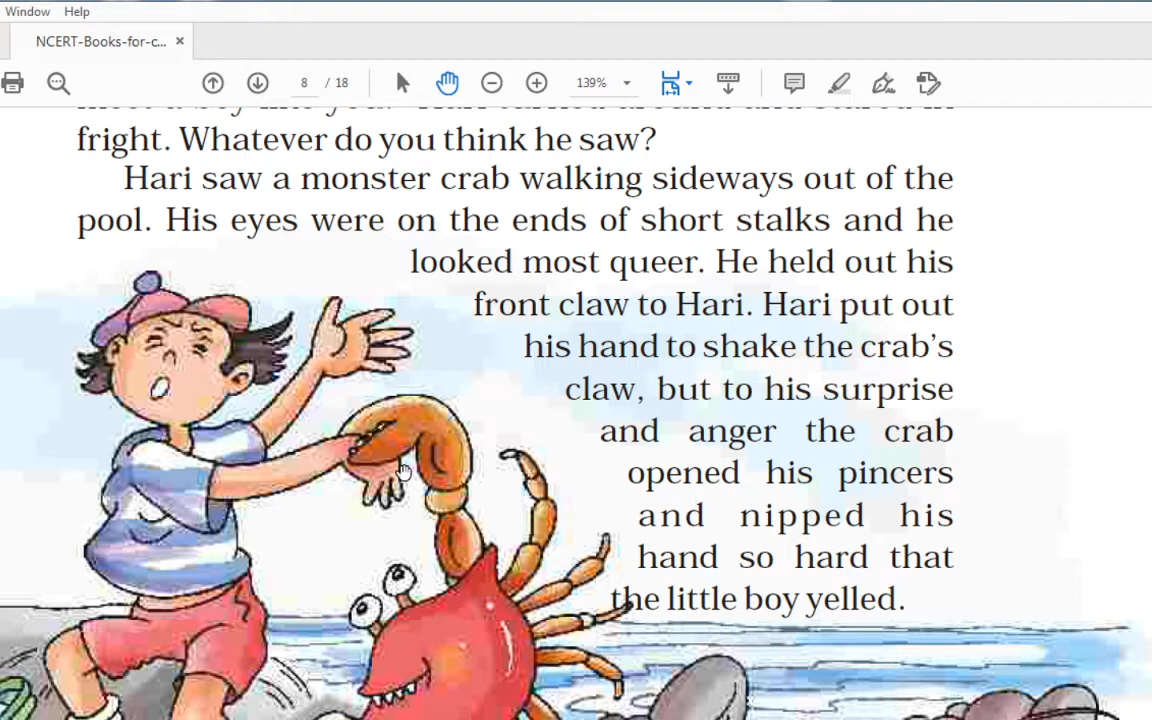 Window Help
NCERT-Books-for-c... ×
8 / 18 139%
fright. Whatever do you think he saw?
Hari saw a monster crab walking sideways out of the
pool. His eyes were on the ends of short stalks and he
looked most queer. He held out his
front claw to Hari. Hari put out
his hand to shake the crab's
claw, but to his surprise
and anger the crab
opened his pincers
and nipped his
hand so hard that
the little boy yelled.